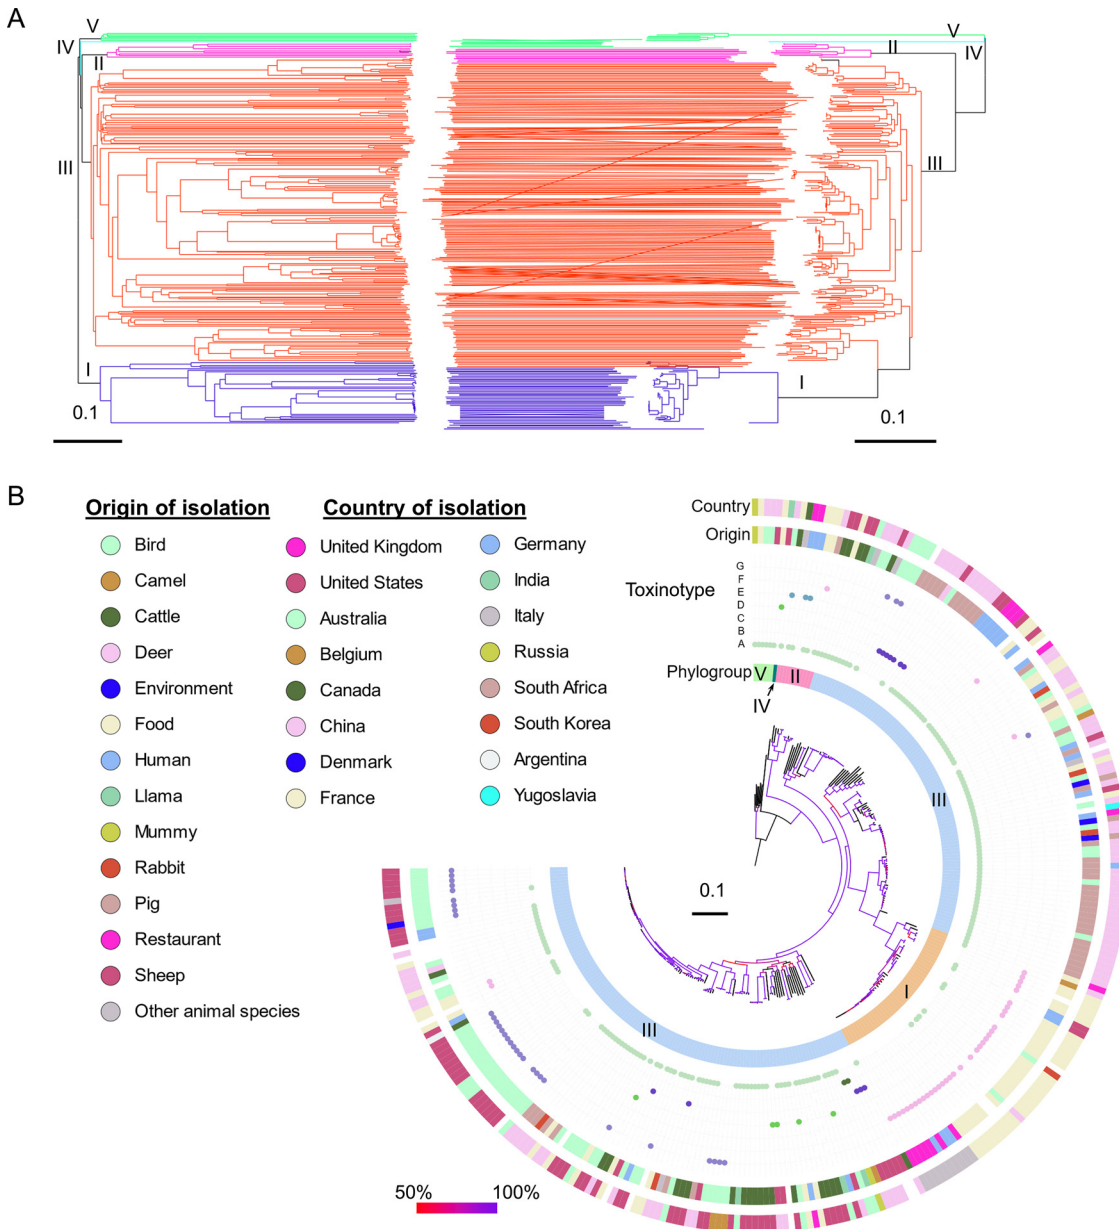 A
V
IV
II
III
I
0.1
V
II
IV
III
I
0.1
B
Origin of isolation
Bird
Camel
Cattle
Deer
Environment
Food
Human
Llama
Mummy
Rabbit
Pig
Restaurant
Sheep
Other animal species
Country of isolation
United Kingdom
United States
Australia
Belgium
Canada
China
Denmark
France
Germany
India
Italy
Russia
South Africa
South Korea
Argentina
Yugoslavia
Country
Origin
Toxinotype
G
F
E
D
C
B
A
Phylogroup
V
II
IV
III
0.1
I
III
50% 100%